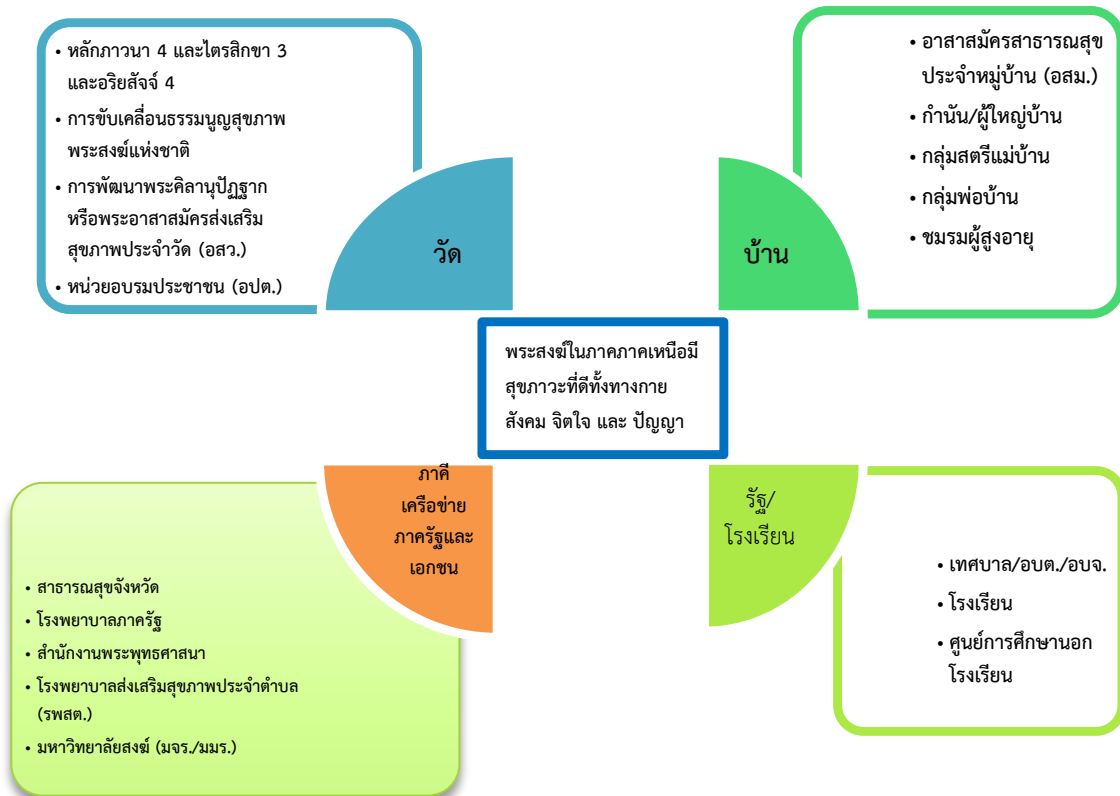 • หลักภาวนา 4 และไตรสิกขา 3
และอริยสัจจ์ 4
• การขับเคลื่อนธรรมนูญสุขภาพ
พระสงฆ์แห่งชาติ
• การพัฒนาพระคิลานุปัฏฐาก
หรือพระอาสาสมัครส่งเสริม
สุขภาพประจำวัด (อสว.)
• หน่วยอบรมประชาชน (อปต.)
วัด
• อาสาสมัครสาธารณสุข
ประจำหมู่บ้าน (อสม.)
• กำนัน/ผู้ใหญ่บ้าน
• กลุ่มสตรีแม่บ้าน
• กลุ่มพ่อบ้าน
• ชมรมผู้สูงอายุ
บ้าน
พระสงฆ์ในภาคภาคเหนือมี
สุขภาวะที่ดีทั้งทางกาย
สังคม จิตใจ และ ปัญญา
ภาคี
เครือข่าย
ภาครัฐและ
เอกชน
• สาธารณสุขจังหวัด
• โรงพยาบาลภาครัฐ
• สำนักงานพระพุทธศาสนา
• โรงพยาบาลส่งเสริมสุขภาพประจำตำบล
(รพสต.)
• มหาวิทยาลัยสงฆ์ (มจร./มมร.)
รัฐ/
โรงเรียน
• เทศบาล/อบต./อบจ.
• โรงเรียน
• ศูนย์การศึกษานอก
โรงเรียน